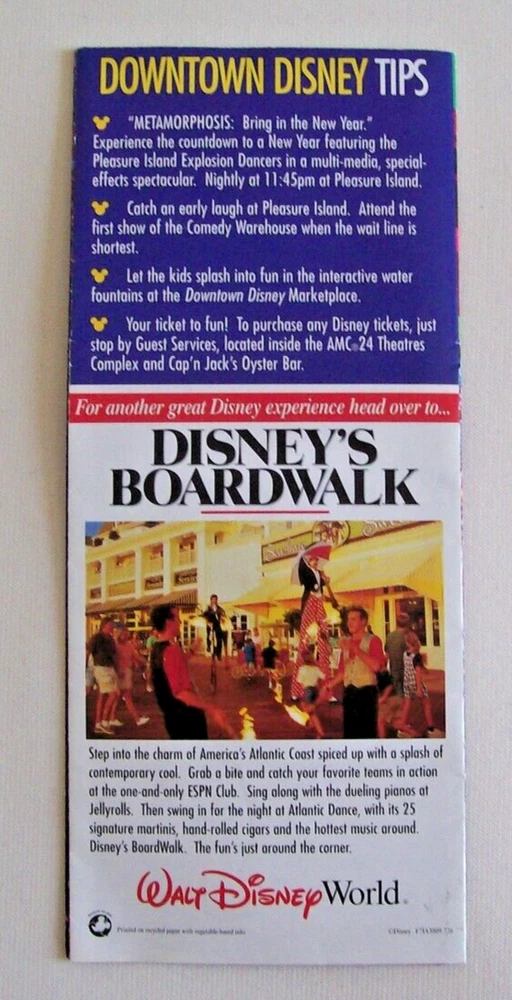 DOWNTOWN DISNEY TIPS
"METAMORPHOSIS: Bring in the New Year."
Experience the countdown to a New Year featuring the
Pleasure Island Explosion Dancers in a multi-media, special-
effects spectacular. Nightly at 11:45pm at Pleasure Island.
Catch an early laugh at Pleasure Island. Attend the
first show of the Comedy Warehouse when the wait line is
shortest.
Let the kids splash into fun in the interactive water
fountains at the Downtown Disney Marketplace.
Your ticket to fun! To purchase any Disney tickets, just
stop by Guest Services, located inside the AMC®24 Theatres
Complex and Cap'n Jack's Oyster Bar.
For another great Disney experience head over to...
DISNEY'S
BOARDWALK
Step into the charm of America's Atlantic Coast spiced up with a splash of
contemporary cool. Grab a bite and catch your favorite teams in action
at the one-and-only ESPN Club. Sing along with the dueling pianos at
Jellyrolls. Then swing in for the night at Atlantic Dance, with its 25
signature martinis, hand-rolled cigars and the hottest music around.
Disney's BoardWalk. The fun's just around the corner.
WALT DISNEY World®
Printed on recycled paper with vegetable based inks
©Disney